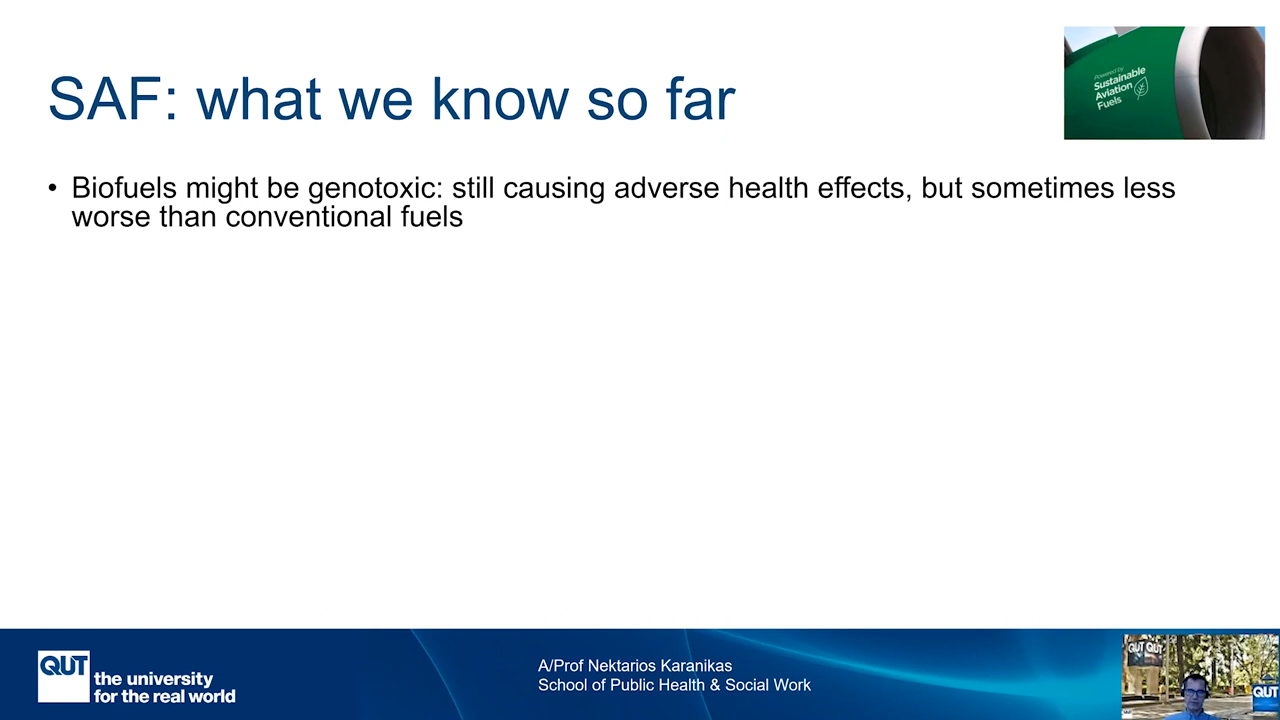 SAF: what we know so far
Powered by
Sustainable
Aviation
Fuels
• Biofuels might be genotoxic: still causing adverse health effects, but sometimes less
worse than conventional fuels
QUT
the university
for the real world
A/Prof Nektarios Karanikas
School of Public Health & Social Work
QUT QUT
QUT